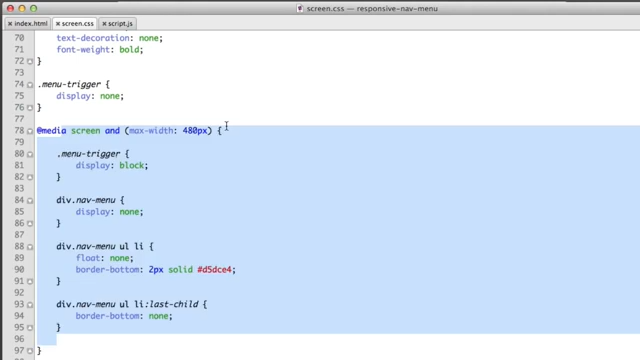 screen.css — responsive-nav-menu
× index.html × screen.css × script.js
70 text-decoration: none;
71 font-weight: bold;
72 }
73
74 .menu-trigger {
75 display: none;
76 }
77
78 @media screen and (max-width: 480px) {
79
80 .menu-trigger {
81 display: block;
82 }
83
84 div.nav-menu {
85 display: none;
86 }
87
88 div.nav-menu ul li {
89 float: none;
90 border-bottom: 2px solid #d5dce4;
91 }
92
93 div.nav-menu ul li:last-child {
94 border-bottom: none;
95 }
96
97 }